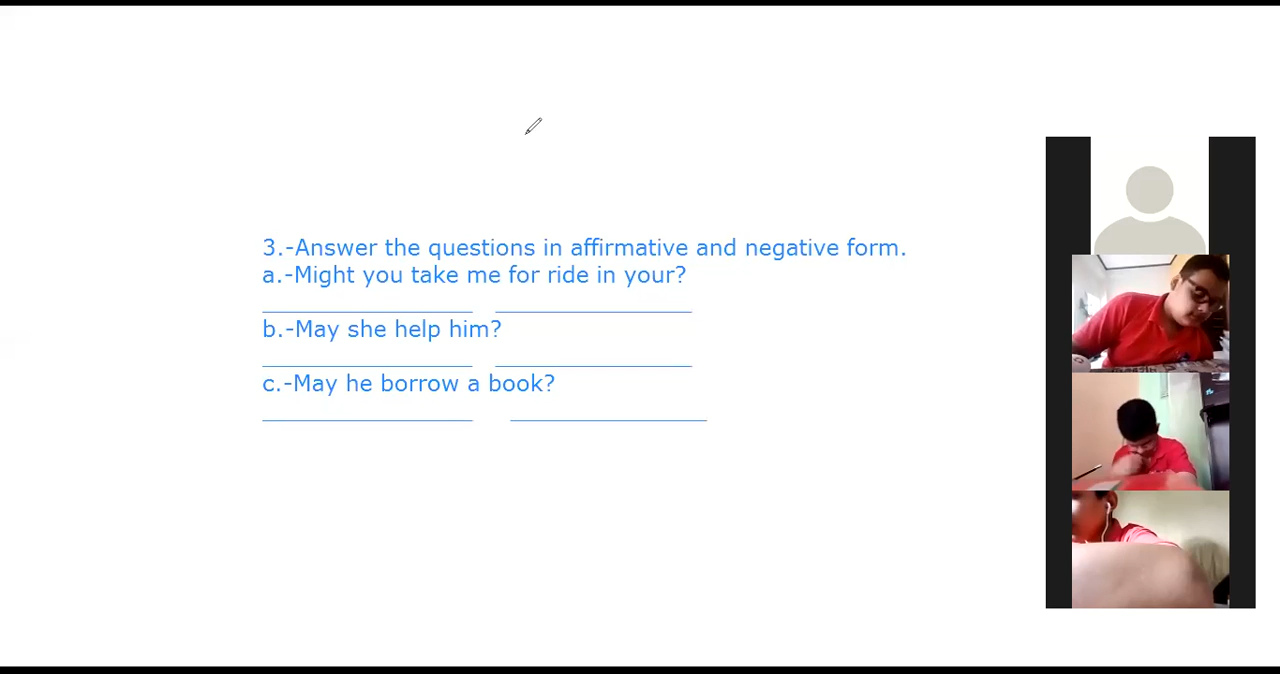 3.-Answer the questions in affirmative and negative form.
a.-Might you take me for ride in your?
b.-May she help him?
c.-May he borrow a book?